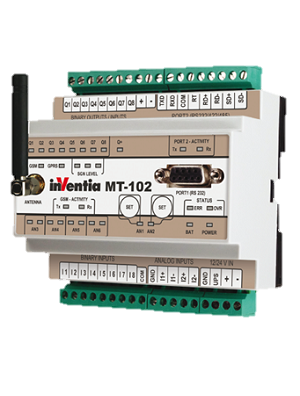 Q1 Q2 Q3 Q4 Q5 Q6 Q7 Q8 + - TXD RXD COM RT RD- RD+ SD+ SD-
BINARY OUTPUTS / INPUTS PORT2 (RS232/422/485)
Q1 Q2 Q3 Q4 Q5 Q6 Q7 Q8 Q+ PORT 2 - ACTIVITY
Tx Rx
GSM GPRS SGX LEVEL
inVentia MT-102
PORT1 (RS 232)
ANTENNA GSM - ACTIVITY STATUS
Tx Rx SET SET ERR OVR
AN3 AN4 AN5 AN6 AN1 AN2 BAT POWER
BINARY INPUTS ANALOG INPUTS 12/24 V IN
I1 I2 I3 I4 I5 I6 I7 I8 COM GND I1+ I1- I2+ I2- GND UPS + -